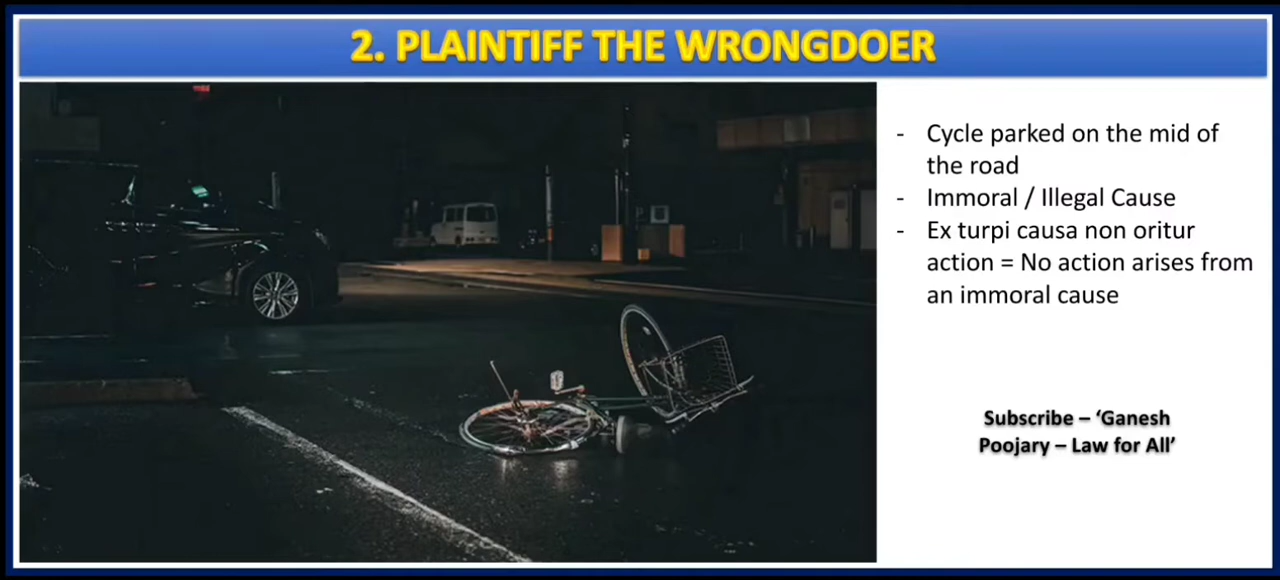 2. PLAINTIFF THE WRONGDOER
- Cycle parked on the mid of
the road
- Immoral / Illegal Cause
- Ex turpi causa non oritur
action = No action arises from
an immoral cause
Subscribe – ‘Ganesh
Poojary – Law for All’